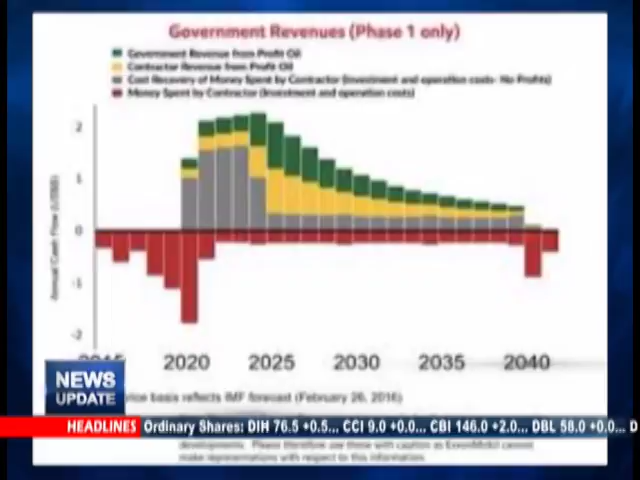 Government Revenues (Phase 1 only)
Government Revenue from Profit Oil
Contractor Revenue from Profit Oil
Cost Recovery of Money Spent by Contractor (Investment and operation costs- No Profits)
Money Spent by Contractor (Investment and operation costs)
Annual Cash Flow (US$B)
2
1
0
-1
-2
2015 2020 2025 2030 2035 2040
NEWS
UPDATE
basis reflects IMF forecast (February 26, 2016)
HEADLINES Ordinary Shares: DIH 76.5 +0.5... CCI 9.0 +0.0... CBI 146.0 +2.0... DBL 58.0 +0.0... D
developments. Please therefore use these with caution as ExxonMobil cannot
make representations with respect to this information.